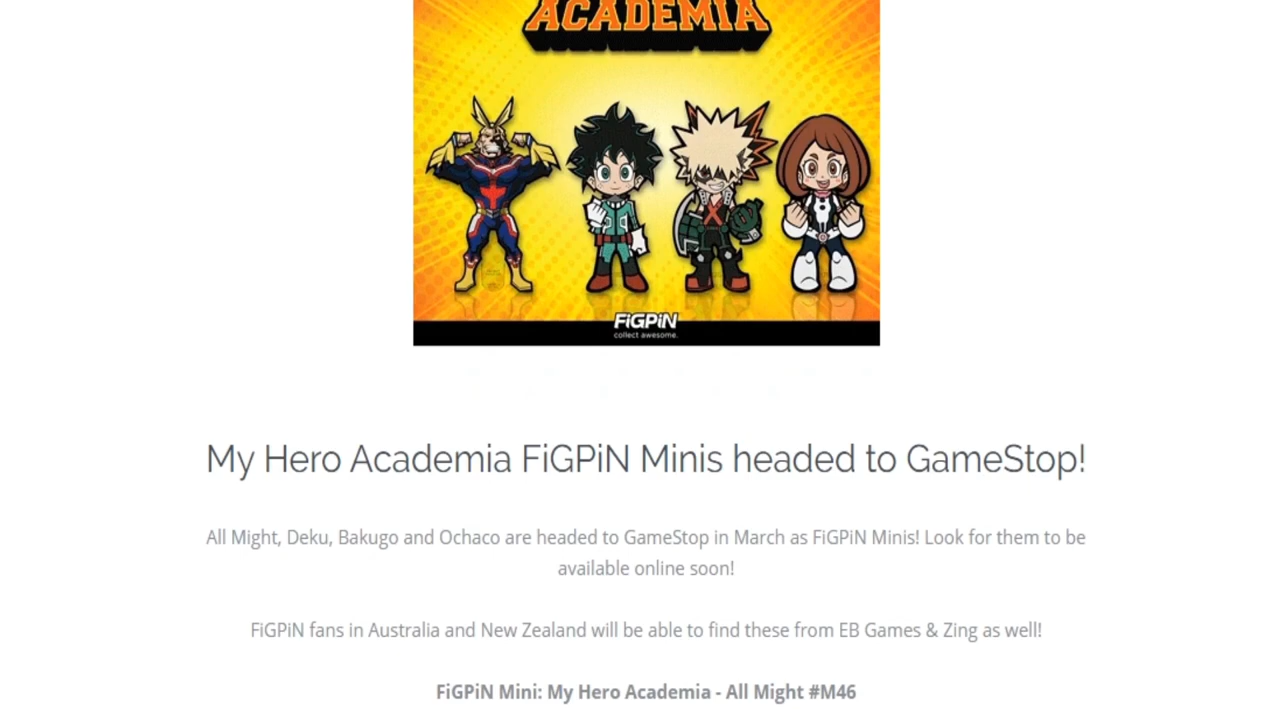 ACADEMIA
FiGPiN
collect awesome.
My Hero Academia FiGPiN Minis headed to GameStop!
All Might, Deku, Bakugo and Ochaco are headed to GameStop in March as FiGPiN Minis! Look for them to be
available online soon!
FiGPiN fans in Australia and New Zealand will be able to find these from EB Games & Zing as well!
FiGPiN Mini: My Hero Academia - All Might #M46